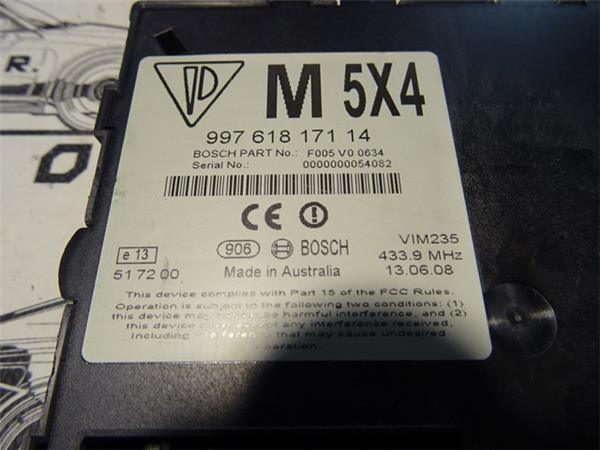 M 5X4
997 618 171 14
BOSCH PART No.: F005 V0 0634
Serial No.: 0000000054082
CE
e 13
517200
906 BOSCH
Made in Australia
VIM235
433.9 MHz
13.06.08
This device complies with Part 15 of the FCC Rules.
Operation is subject to the following two conditions: (1)
this device may not cause harmful interference, and (2)
this device must accept any interference received,
Including interference that may cause undesired
operation.
R.